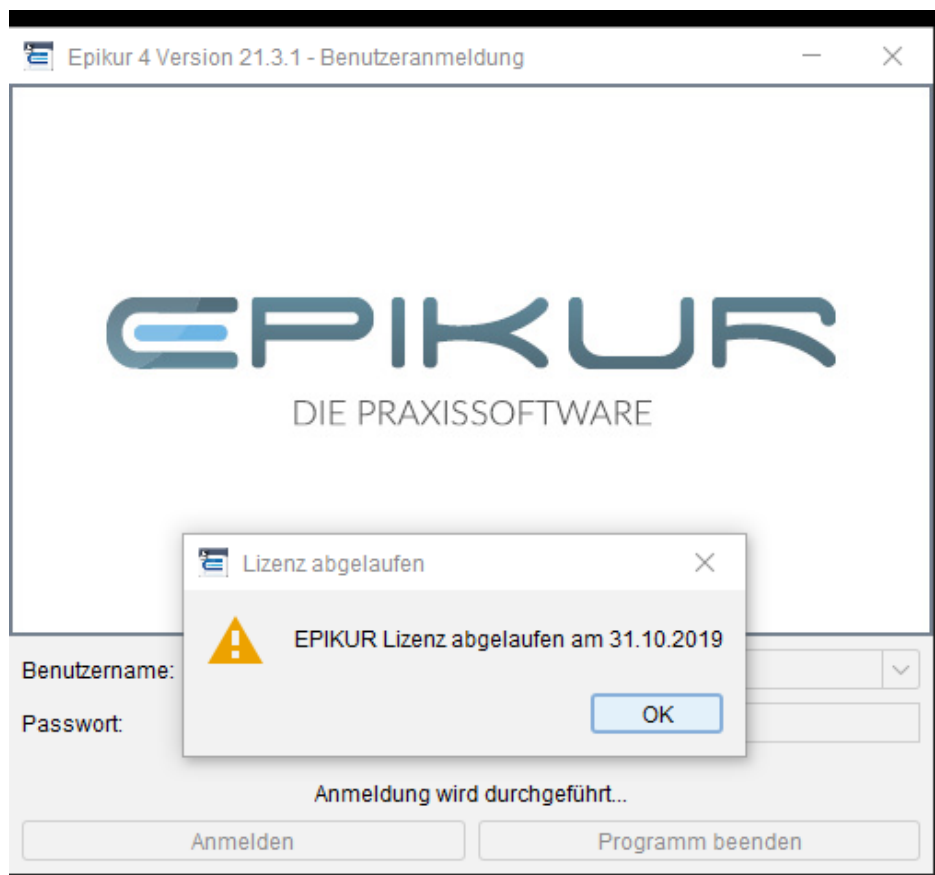 Epikur 4 Version 21.3.1 - Benutzeranmeldung
EPIKUR
DIE PRAXISSOFTWARE
Lizenz abgelaufen
EPIKUR Lizenz abgelaufen am 31.10.2019
OK
Benutzername:
Passwort:
Anmeldung wird durchgeführt...
Anmelden
Programm beenden